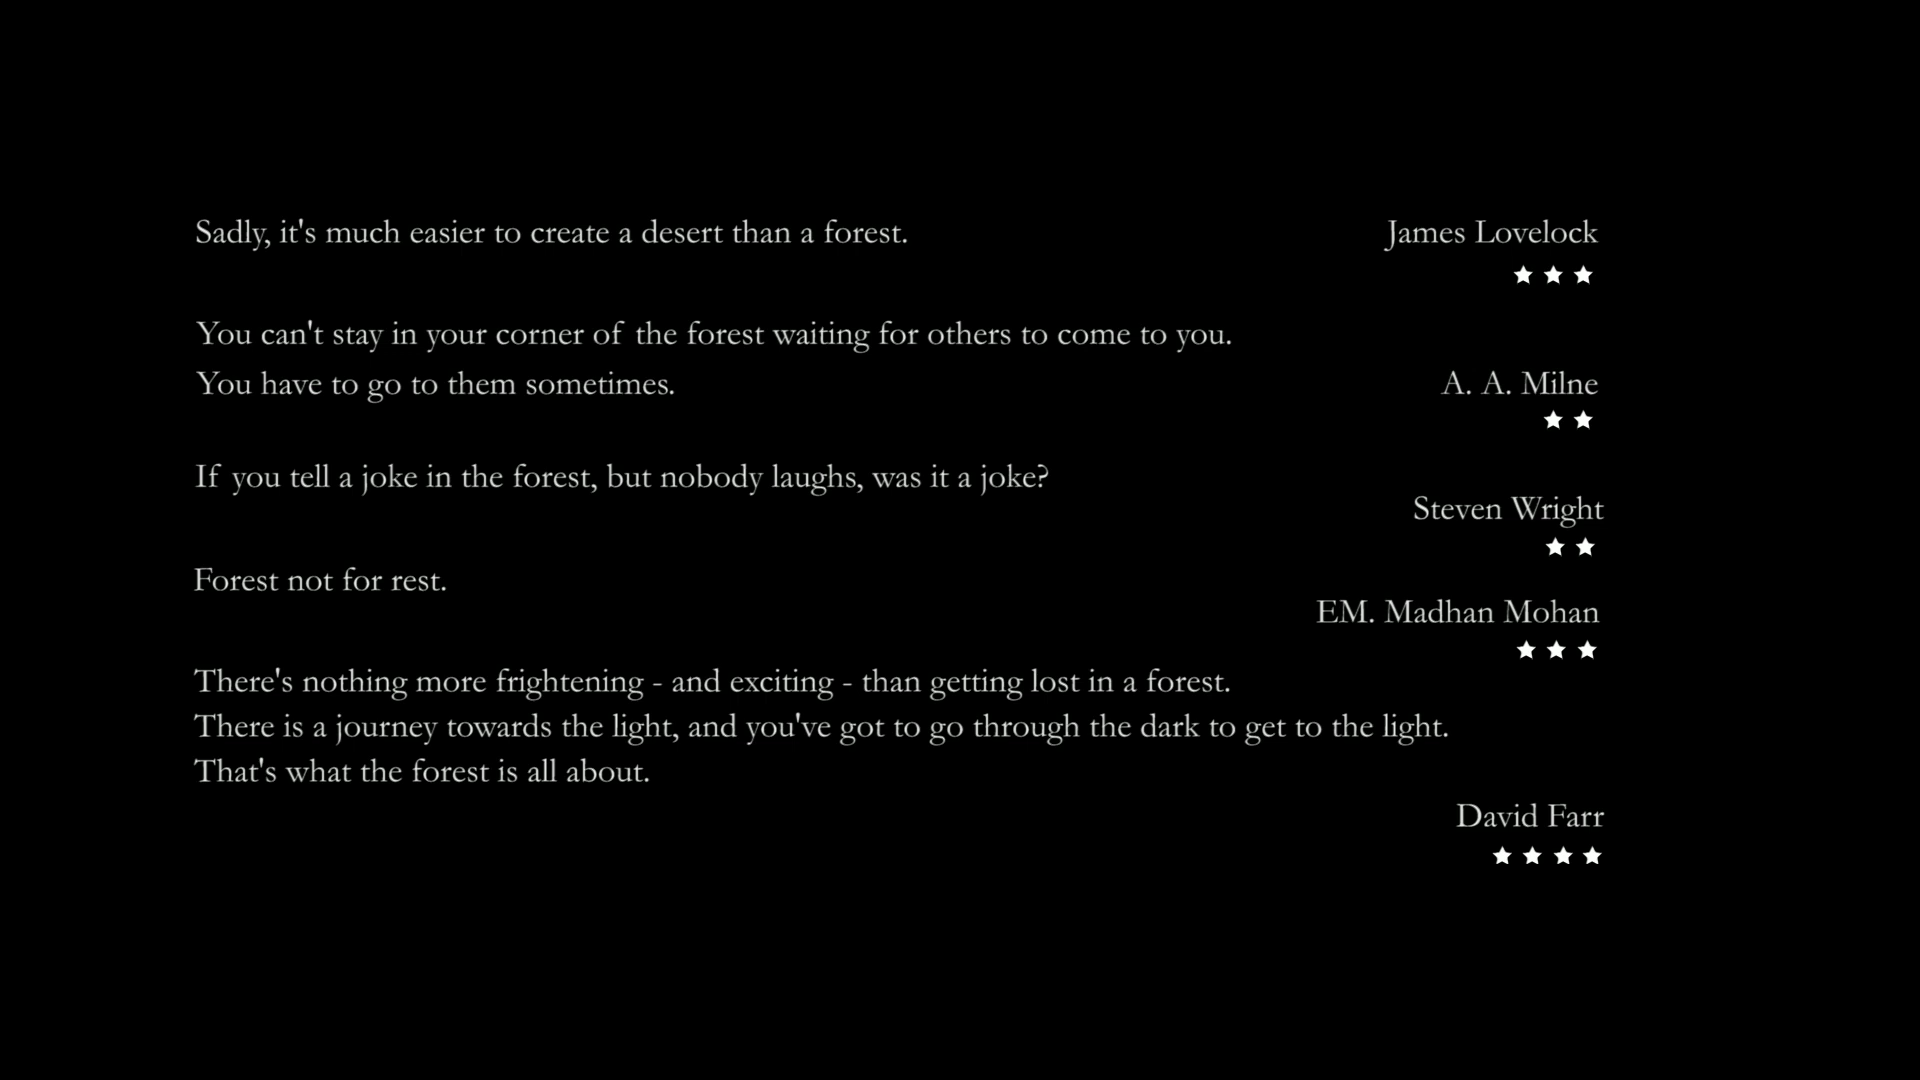 Sadly, it's much easier to create a desert than a forest. James Lovelock
★ ★ ★
You can't stay in your corner of the forest waiting for others to come to you.
You have to go to them sometimes. A. A. Milne
★ ★
If you tell a joke in the forest, but nobody laughs, was it a joke?
Steven Wright
★ ★
Forest not for rest.
EM. Madhan Mohan
★ ★ ★
There's nothing more frightening - and exciting - than getting lost in a forest.
There is a journey towards the light, and you've got to go through the dark to get to the light.
That's what the forest is all about.
David Farr
★ ★ ★ ★